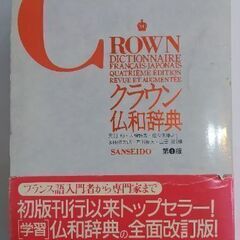 CROWN
DICTIONNAIRE
FRANÇAIS-JAPONAIS
QUATRIÈME ÉDITION
REVUE ET AUGMENTÉE
クラウン
仏和辞典
SANSEIDO
フランス語入門者から専門家まで
初版刊行以来トップセラー!
[学習]仏和辞典の全面改訂版!